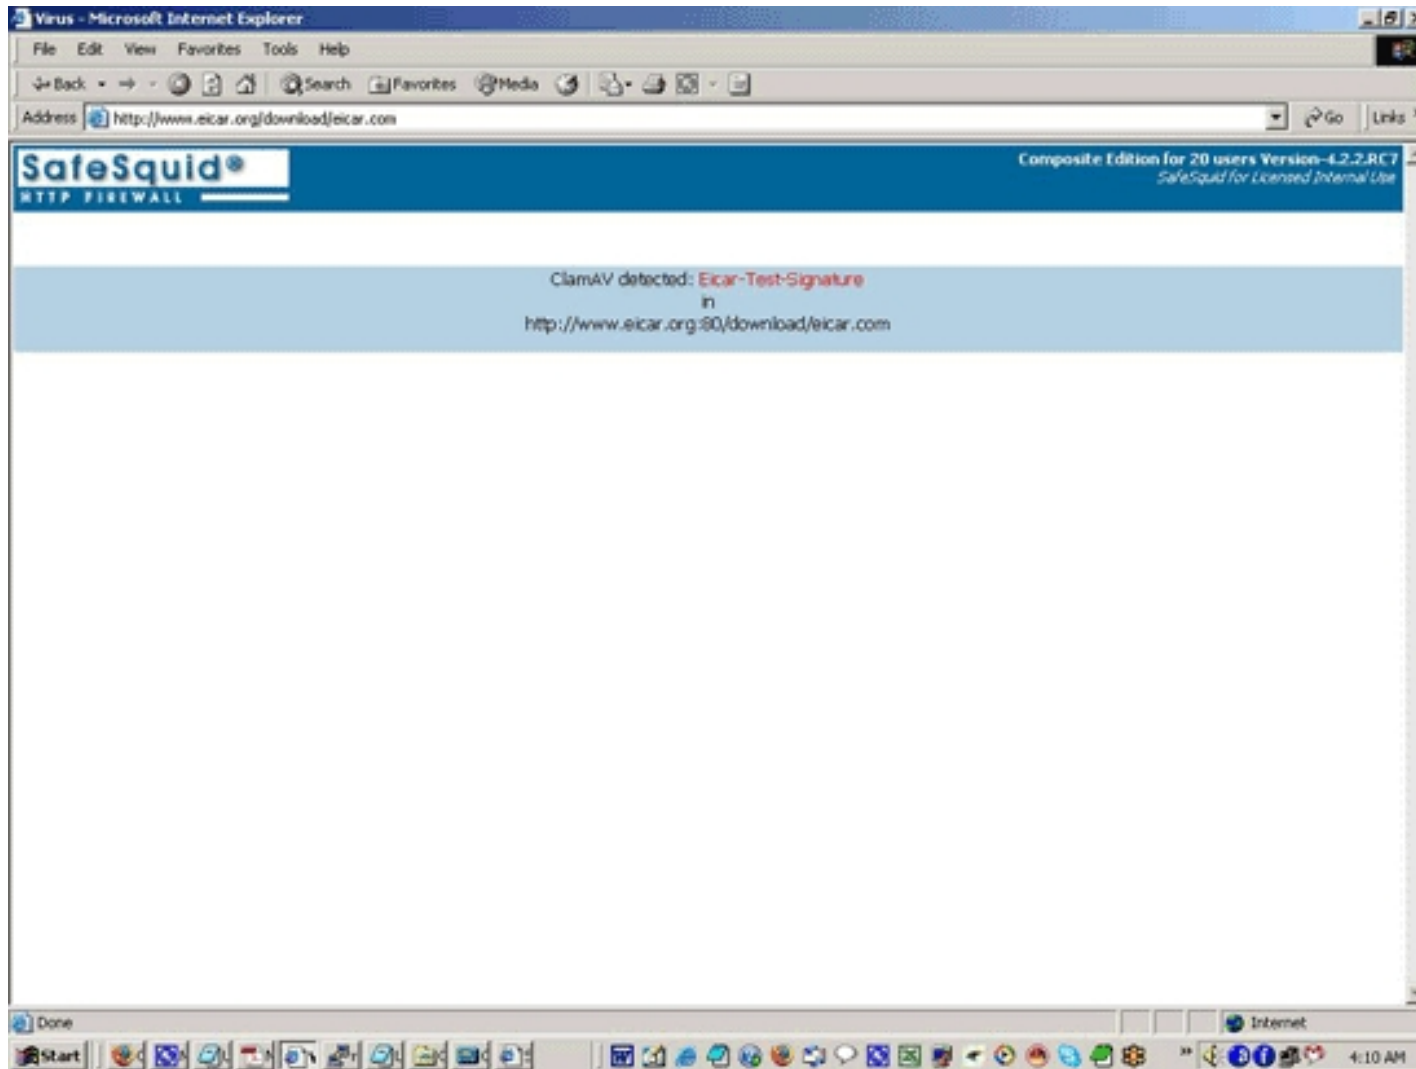 Virus - Microsoft Internet Explorer
File Edit View Favorites Tools Help
Back Search Favorites Media
Address http://www.eicar.org/download/eicar.com Go Links
SafeSquid®
HTTP FIREWALL
Composite Edition for 20 users Version-4.2.2.RC7
SafeSquid for Licensed Internal Use
ClamAV detected: Eicar-Test-Signature
in
http://www.eicar.org:80/download/eicar.com
Done Internet
Start 4:10 AM